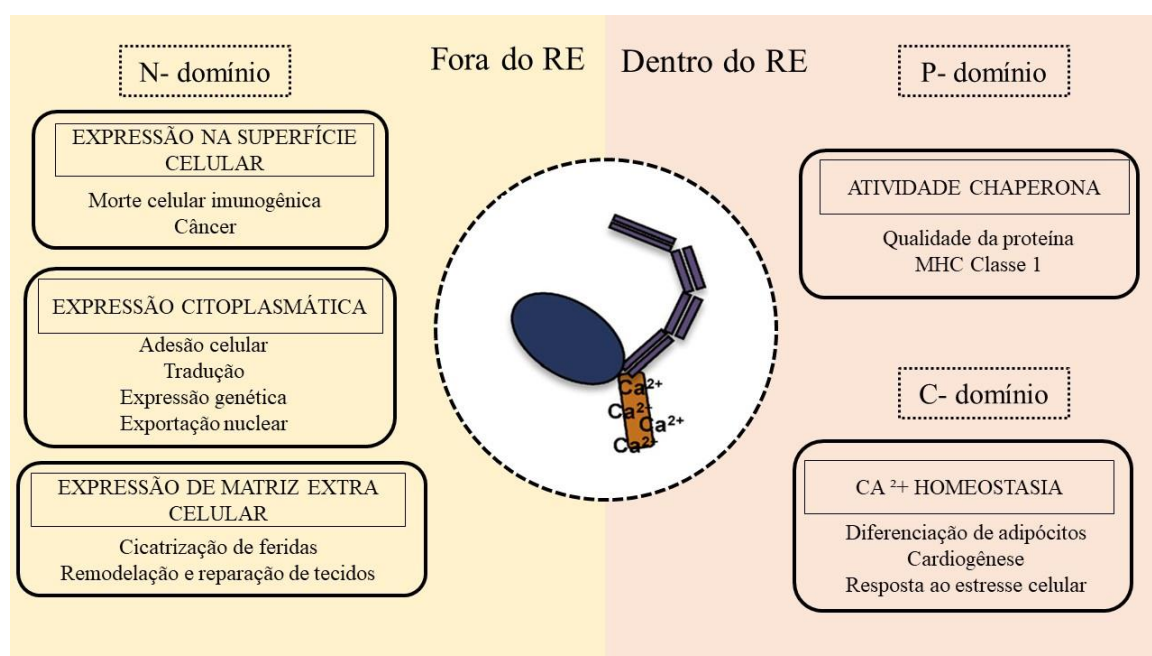 Fora do RE
Dentro do RE
N- domínio
EXPRESSÃO NA SUPERFÍCIE
CELULAR
Morte celular imunogênica
Câncer
EXPRESSÃO CITOPLASMÁTICA
Adesão celular
Tradução
Expressão genética
Exportação nuclear
EXPRESSÃO DE MATRIZ EXTRA
CELULAR
Cicatrização de feridas
Remodelação e reparação de tecidos
Ca²⁺
Ca²⁺
Ca²⁺
Ca²⁺
P- domínio
ATIVIDADE CHAPERONA
Qualidade da proteína
MHC Classe 1
C- domínio
CA ²+ HOMEOSTASIA
Diferenciação de adipócitos
Cardiogênese
Resposta ao estresse celular